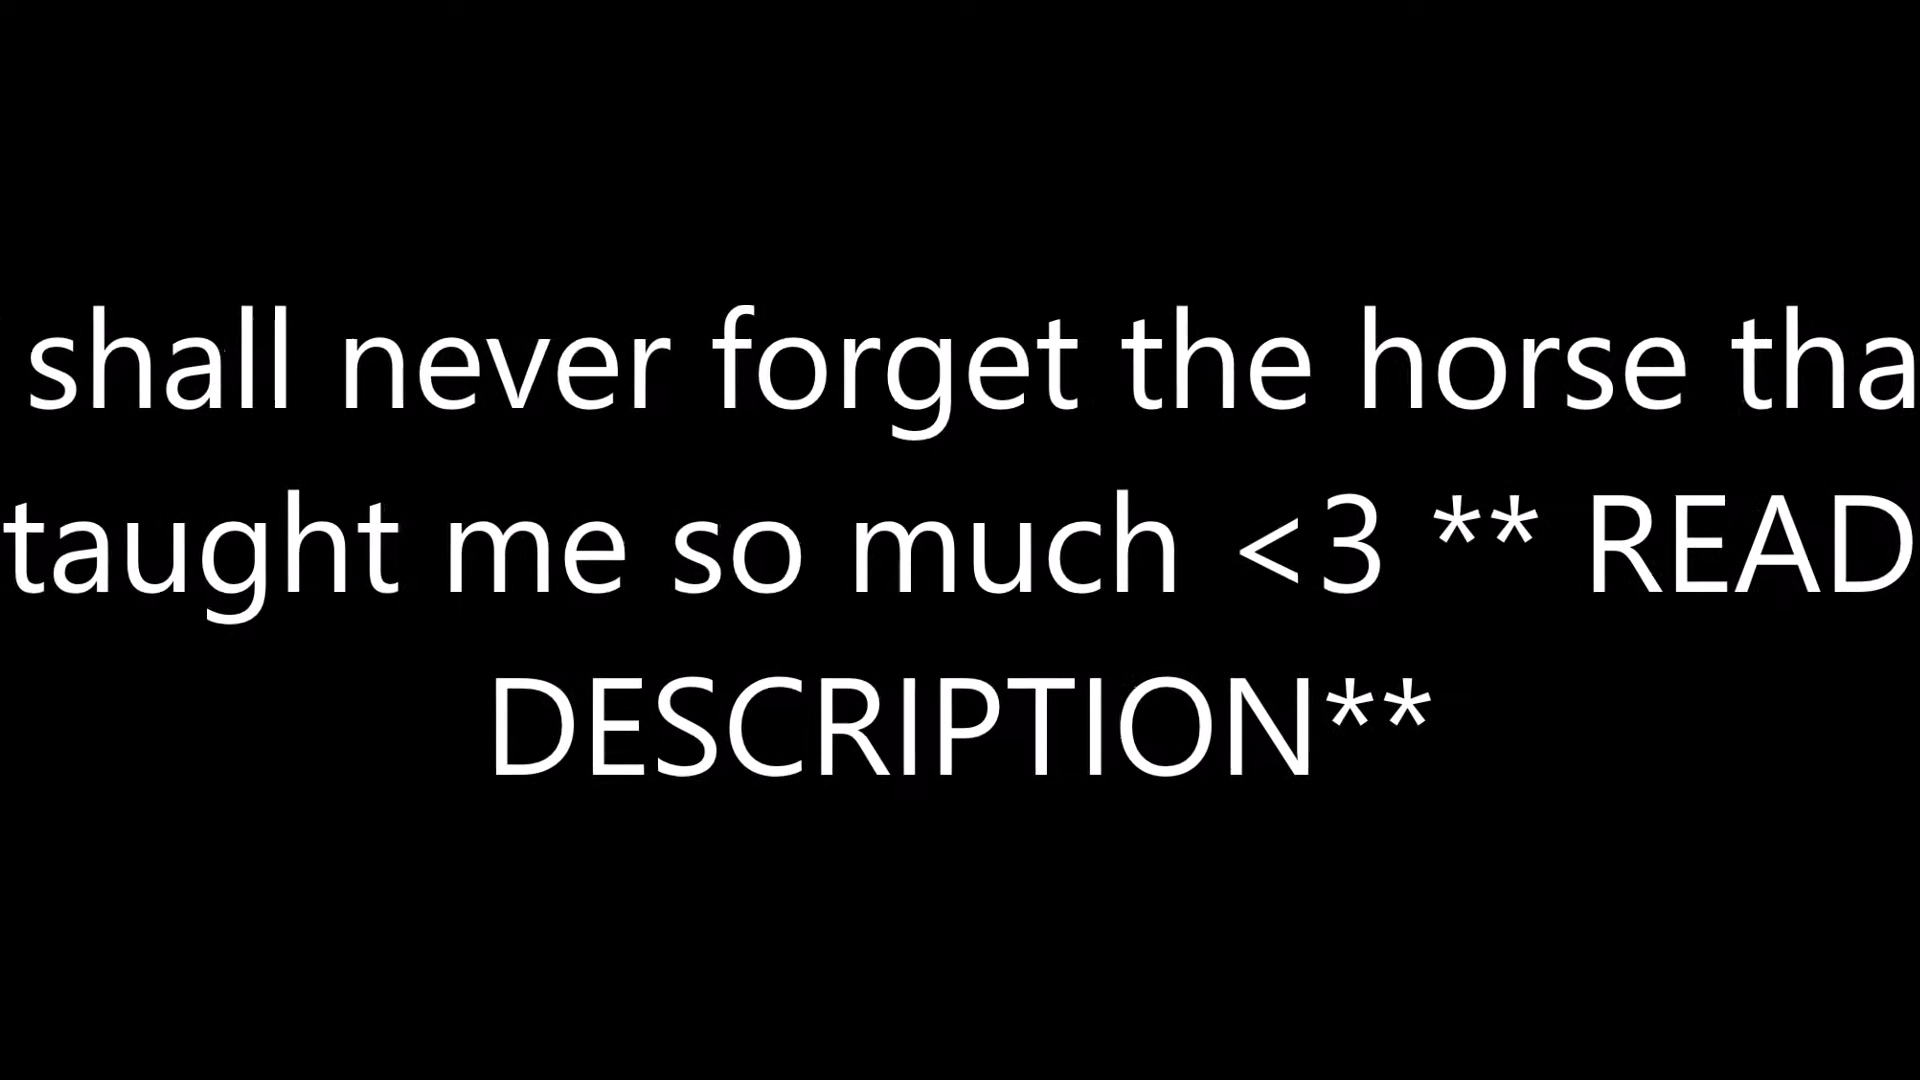 shall never forget the horse tha
taught me so much <3 ** READ
DESCRIPTION**